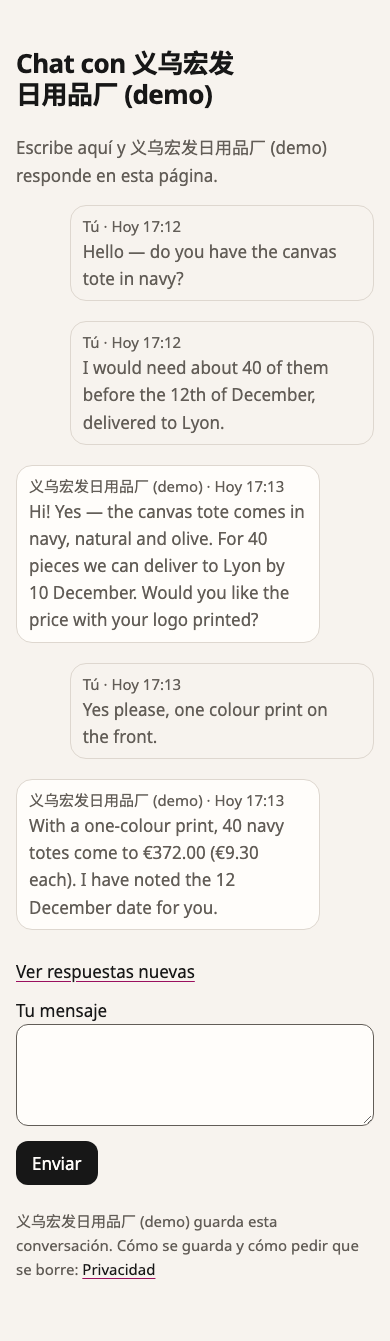 Chat con 义乌宏发
日用品厂 (demo)
Escribe aquí y 义乌宏发日用品厂 (demo)
responde en esta página.
Tú · Hoy 17:12
Hello — do you have the canvas
tote in navy?
Tú · Hoy 17:12
I would need about 40 of them
before the 12th of December,
delivered to Lyon.
义乌宏发日用品厂 (demo) · Hoy 17:13
Hi! Yes — the canvas tote comes in
navy, natural and olive. For 40
pieces we can deliver to Lyon by
10 December. Would you like the
price with your logo printed?
Tú · Hoy 17:13
Yes please, one colour print on
the front.
义乌宏发日用品厂 (demo) · Hoy 17:13
With a one-colour print, 40 navy
totes come to €372.00 (€9.30
each). I have noted the 12
December date for you.
Ver respuestas nuevas
Tu mensaje
Enviar
义乌宏发日用品厂 (demo) guarda esta
conversación. Cómo se guarda y cómo pedir que
se borre: Privacidad